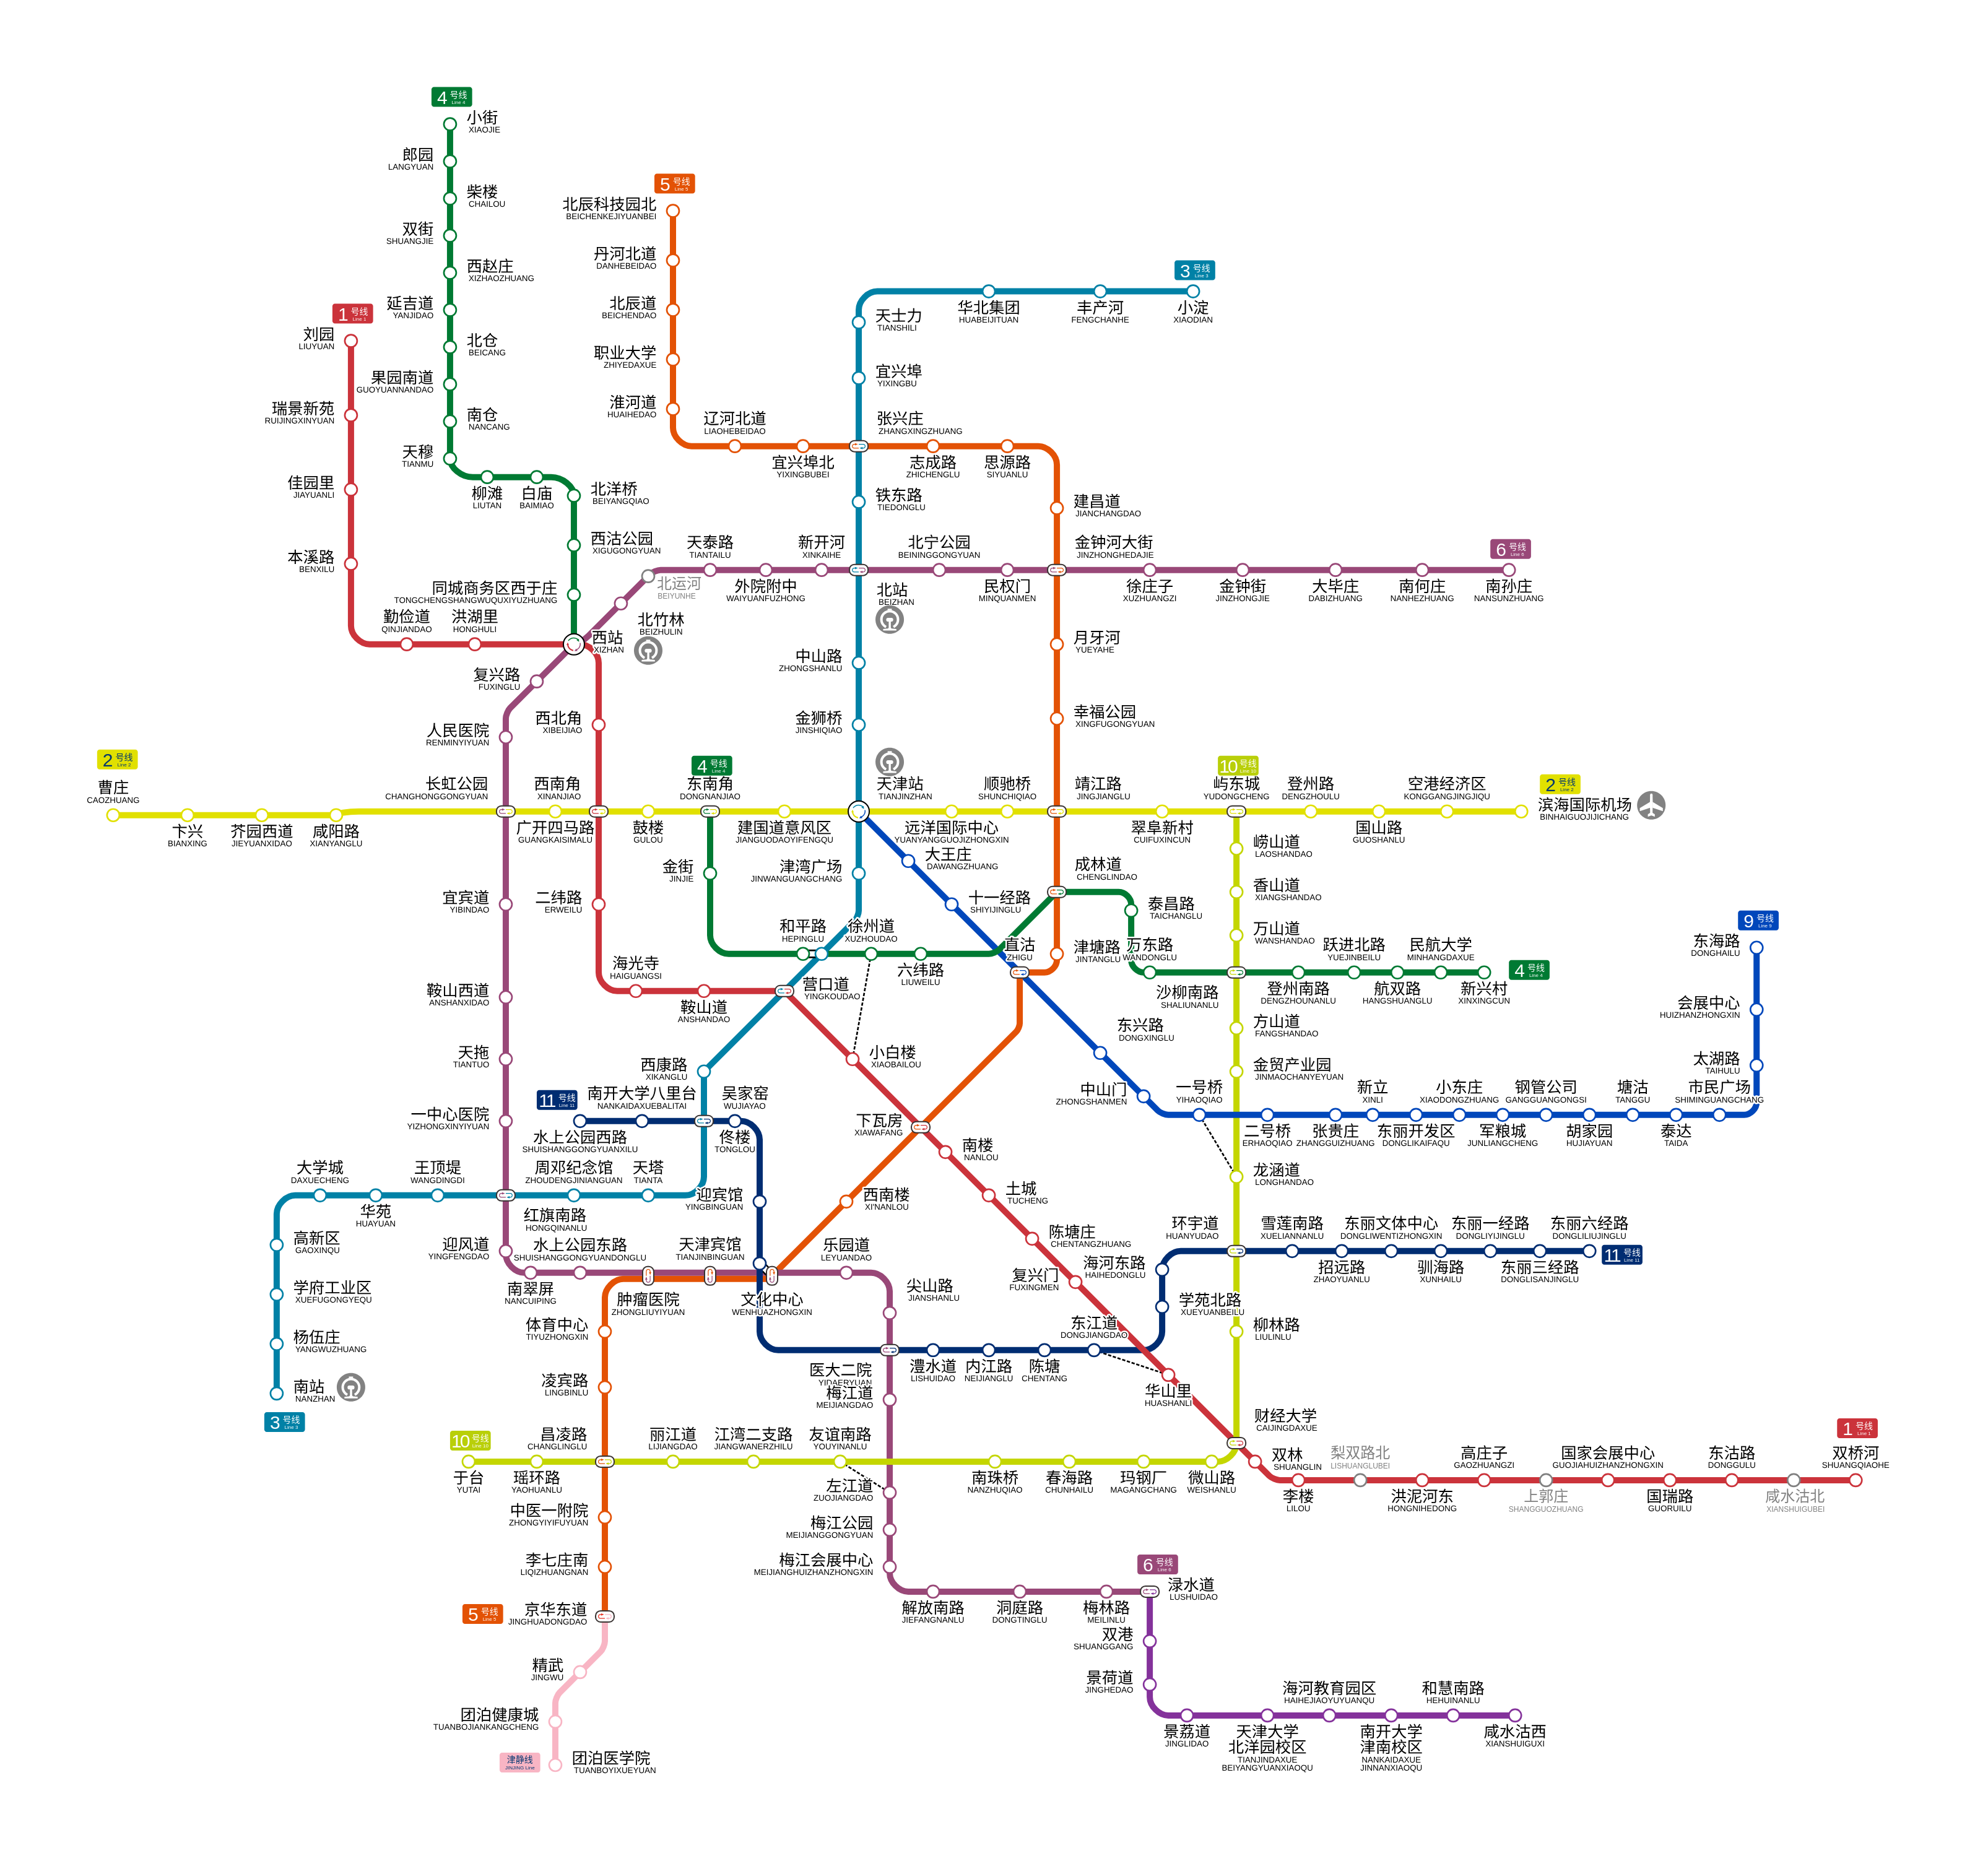 4 号线
Line 4
小街
XIAOJIE
郎园
LANGYUAN
柴楼
CHAILOU
双街
SHUANGJIE
西赵庄
XIZHAOZHUANG
延吉道
YANJIDAO
北仓
BEICANG
果园南道
GUOYUANNANDAO
南仓
NANCANG
天穆
TIANMU
柳滩
LIUTAN
白庙
BAIMIAO
北洋桥
BEIYANGQIAO
西沽公园
XIGUGONGYUAN
同城商务区西于庄
TONGCHENGSHANGWUQUXIYUZHUANG
5 号线
Line 5
北辰科技园北
BEICHENKEJIYUANBEI
丹河北道
DANHEBEIDAO
北辰道
BEICHENDAO
职业大学
ZHIYEDAXUE
淮河道
HUAIHEDAO
辽河北道
LIAOHEBEIDAO
宜兴埠北
YIXINGBUBEI
张兴庄
ZHANGXINGZHUANG
志成路
ZHICHENGLU
思源路
SIYUANLU
建昌道
JIANCHANGDAO
金钟河大街
JINZHONGHEDAJIE
月牙河
YUEYAHE
幸福公园
XINGFUGONGYUAN
靖江路
JINGJIANGLU
成林道
CHENGLINDAO
津塘路
JINTANGLU
直沽
ZHIGU
3 号线
Line 3
小淀
XIAODIAN
丰产河
FENGCHANHE
华北集团
HUABEIJITUAN
天士力
TIANSHILI
宜兴埠
YIXINGBU
铁东路
TIEDONGLU
北站
BEIZHAN
中山路
ZHONGSHANLU
金狮桥
JINSHIQIAO
天津站
TIANJINZHAN
津湾广场
JINWANGUANGCHANG
和平路
HEPINGLU
营口道
YINGKOUDAO
西康路
XIKANGLU
1 号线
Line 1
刘园
LIUYUAN
瑞景新苑
RUIJINGXINYUAN
佳园里
JIAYUANLI
本溪路
BENXILU
勤俭道
QINJIANDAO
洪湖里
HONGHULI
西站
XIZHAN
西北角
XIBEIJIAO
西南角
XINANJIAO
二纬路
ERWEILU
海光寺
HAIGUANGSI
鞍山道
ANSHANDAO
小白楼
XIAOBAILOU
下瓦房
XIAWAFANG
南楼
NANLOU
土城
TUCHENG
陈塘庄
CHENTANGZHUANG
复兴门
FUXINGMEN
华山里
HUASHANLI
财经大学
CAIJINGDAXUE
双林
SHUANGLIN
李楼
LILOU
梨双路北
LISHUANGLUBEI
洪泥河东
HONGNIHEDONG
高庄子
GAOZHUANGZI
上郭庄
SHANGGUOZHUANG
国家会展中心
GUOJIAHUIZHANZHONGXIN
国瑞路
GUORUILU
东沽路
DONGGULU
咸水沽北
XIANSHUIGUBEI
双桥河
SHUANGQIAOHE
1 号线
Line 1
6 号线
Line 6
南孙庄
NANSUNZHUANG
南何庄
NANHEZHUANG
大毕庄
DABIZHUANG
金钟街
JINZHONGJIE
徐庄子
XUZHUANGZI
民权门
MINQUANMEN
北宁公园
BEININGGONGYUAN
新开河
XINKAIHE
外院附中
WAIYUANFUZHONG
天泰路
TIANTAILU
北运河
BEIYUNHE
北竹林
BEIZHULIN
复兴路
FUXINGLU
人民医院
RENMINYIYUAN
长虹公园
CHANGHONGGONGYUAN
宜宾道
YIBINDAO
鞍山西道
ANSHANXIDAO
天拖
TIANTUO
一中心医院
YIZHONGXINYIYUAN
红旗南路
HONGQINANLU
迎风道
YINGFENGDAO
南翠屏
NANCUIPING
水上公园东路
SHUISHANGGONGYUANDONGLU
肿瘤医院
ZHONGLIUYIYUAN
天津宾馆
TIANJINBINGUAN
文化中心
WENHUAZHONGXIN
乐园道
LEYUANDAO
尖山路
JIANSHANLU
医大二院
YIDAERYUAN
梅江道
MEIJIANGDAO
左江道
ZUOJIANGDAO
梅江公园
MEIJIANGGONGYUAN
梅江会展中心
MEIJIANGHUIZHANZHONGXIN
解放南路
JIEFANGNANLU
洞庭路
DONGTINGLU
梅林路
MEILINLU
6 号线
Line 6
渌水道
LUSHUIDAO
双港
SHUANGGANG
景荷道
JINGHEDAO
景荔道
JINGLIDAO
天津大学
北洋园校区
TIANJINDAXUE
BEIYANGYUANXIAOQU
海河教育园区
HAIHEJIAOYUYUANQU
南开大学
津南校区
NANKAIDAXUE
JINNANXIAOQU
和慧南路
HEHUINANLU
咸水沽西
XIANSHUIGUXI
2 号线
Line 2
曹庄
CAOZHUANG
卞兴
BIANXING
芥园西道
JIEYUANXIDAO
咸阳路
XIANYANGLU
广开四马路
GUANGKAISIMALU
鼓楼
GULOU
4 号线
Line 4
东南角
DONGNANJIAO
建国道意风区
JIANGUODAOYIFENGQU
远洋国际中心
YUANYANGGUOJIZHONGXIN
顺驰桥
SHUNCHIQIAO
翠阜新村
CUIFUXINCUN
10 号线
Line 10
屿东城
YUDONGCHENG
登州路
DENGZHOULU
国山路
GUOSHANLU
空港经济区
KONGGANGJINGJIQU
2 号线
Line 2
滨海国际机场
BINHAIGUOJIJICHANG
金街
JINJIE
徐州道
XUZHOUDAO
六纬路
LIUWEILU
泰昌路
TAICHANGLU
万东路
WANDONGLU
沙柳南路
SHALIUNANLU
登州南路
DENGZHOUNANLU
跃进北路
YUEJINBEILU
航双路
HANGSHUANGLU
民航大学
MINHANGDAXUE
新兴村
XINXINGCUN
4 号线
Line 4
崂山道
LAOSHANDAO
香山道
XIANGSHANDAO
万山道
WANSHANDAO
方山道
FANGSHANDAO
金贸产业园
JINMAOCHANYEYUAN
龙涵道
LONGHANDAO
环宇道
HUANYUDAO
柳林路
LIULINLU
大王庄
DAWANGZHUANG
十一经路
SHIYIJINGLU
东兴路
DONGXINGLU
中山门
ZHONGSHANMEN
一号桥
YIHAOQIAO
二号桥
ERHAOQIAO
张贵庄
ZHANGGUIZHUANG
新立
XINLI
东丽开发区
DONGLIKAIFAQU
小东庄
XIAODONGZHUANG
军粮城
JUNLIANGCHENG
钢管公司
GANGGUANGONGSI
胡家园
HUJIAYUAN
塘沽
TANGGU
泰达
TAIDA
市民广场
SHIMINGUANGCHANG
太湖路
TAIHULU
会展中心
HUIZHANZHONGXIN
东海路
DONGHAILU
9 号线
Line 9
11 号线
Line 11
水上公园西路
SHUISHANGGONGYUANXILU
南开大学八里台
NANKAIDAXUEBALITAI
吴家窑
WUJIAYAO
佟楼
TONGLOU
迎宾馆
YINGBINGUAN
澧水道
LISHUIDAO
内江路
NEIJIANGLU
陈塘
CHENTANG
东江道
DONGJIANGDAO
学苑北路
XUEYUANBEILU
海河东路
HAIHEDONGLU
雪莲南路
XUELIANNANLU
招远路
ZHAOYUANLU
东丽文体中心
DONGLIWENTIZHONGXIN
驯海路
XUNHAILU
东丽一经路
DONGLIYIJINGLU
东丽三经路
DONGLISANJINGLU
东丽六经路
DONGLILIUJINGLU
11 号线
Line 11
天塔
TIANTA
周邓纪念馆
ZHOUDENGJINIANGUAN
王顶堤
WANGDINGDI
华苑
HUAYUAN
大学城
DAXUECHENG
高新区
GAOXINQU
学府工业区
XUEFUGONGYEQU
杨伍庄
YANGWUZHUANG
南站
NANZHAN
3 号线
Line 3
西南楼
XI'NANLOU
体育中心
TIYUZHONGXIN
凌宾路
LINGBINLU
昌凌路
CHANGLINGLU
中医一附院
ZHONGYIYIFUYUAN
李七庄南
LIQIZHUANGNAN
5 号线
Line 5
京华东道
JINGHUADONGDAO
精武
JINGWU
团泊健康城
TUANBOJIANKANGCHENG
津静线
JINJING Line
团泊医学院
TUANBOYIXUEYUAN
10 号线
Line 10
于台
YUTAI
瑶环路
YAOHUANLU
丽江道
LIJIANGDAO
江湾二支路
JIANGWANERZHILU
友谊南路
YOUYINANLU
南珠桥
NANZHUQIAO
春海路
CHUNHAILU
玛钢厂
MAGANGCHANG
微山路
WEISHANLU